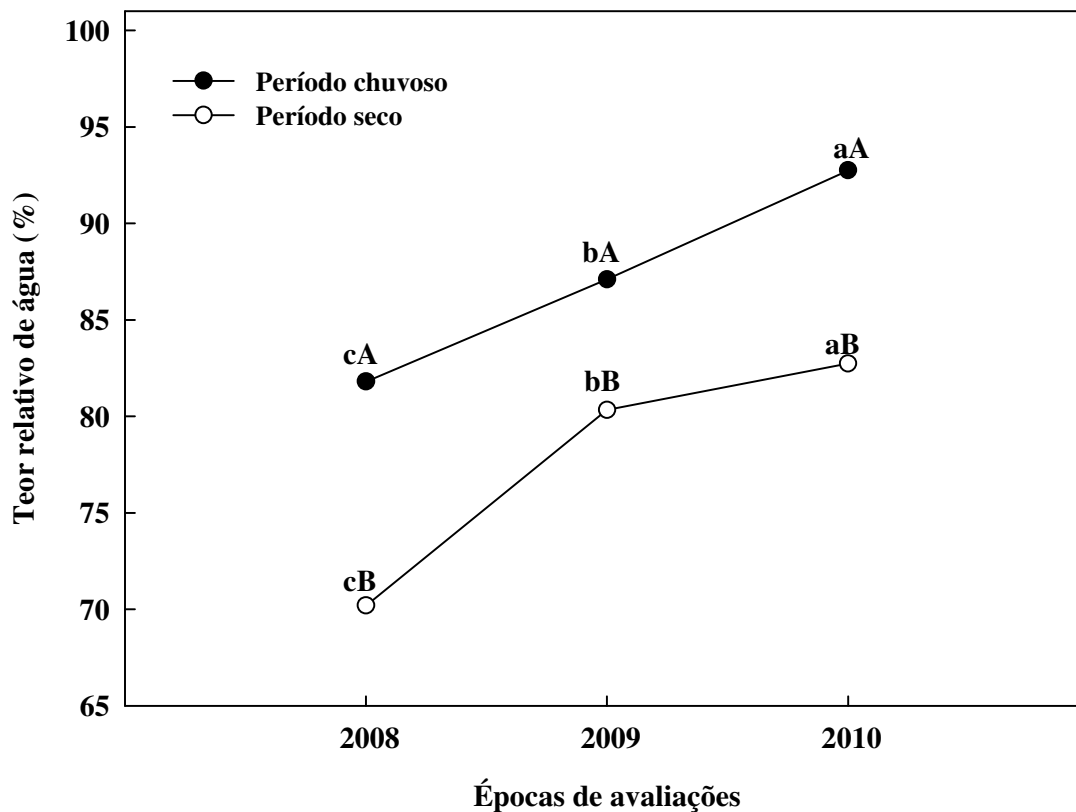 100
95
90
85
80
75
70
65
Teor relativo de água (%)
Período chuvoso
Período seco
aA
bA
cA
aB
bB
cB
2008 2009 2010
Épocas de avaliações